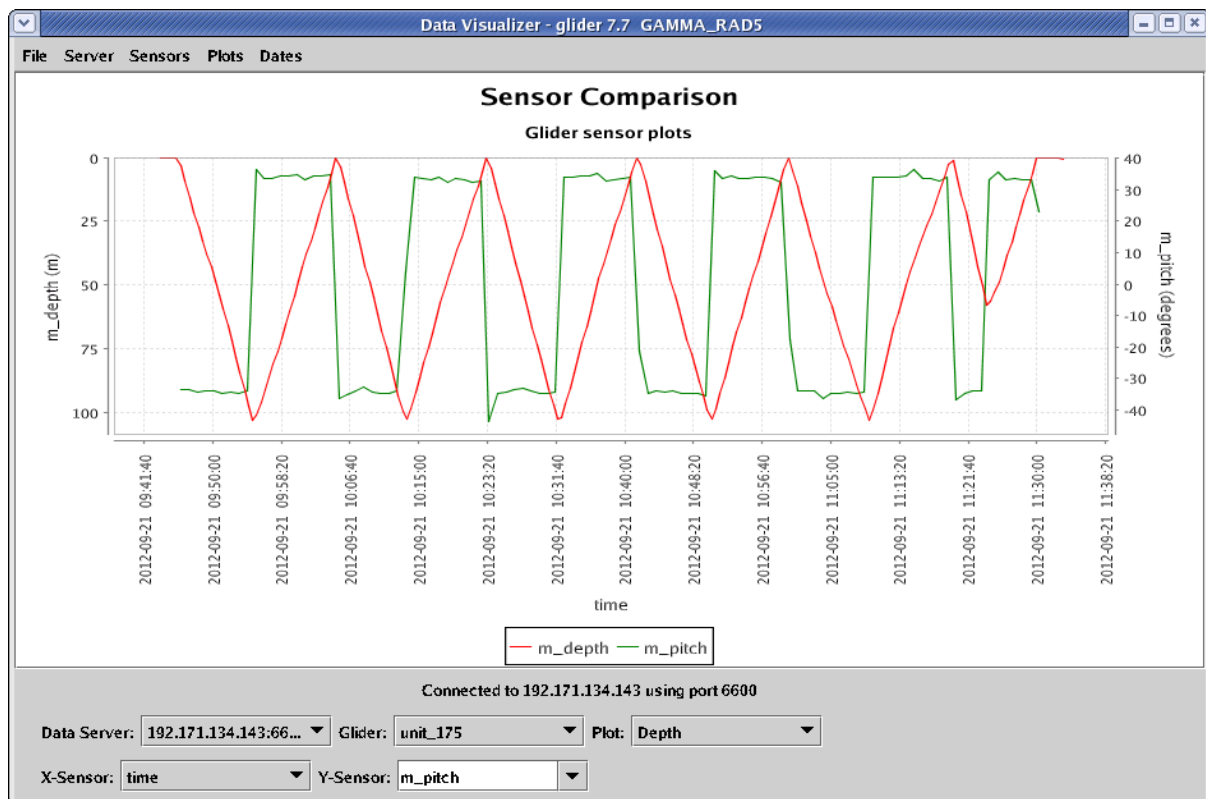 Data Visualizer - glider 7.7 GAMMA_RAD5
File Server Sensors Plots Dates
Sensor Comparison
Glider sensor plots
m_depth (m)
0
25
50
75
100
40
30
20
10
0
-10
-20
-30
-40
m_pitch (degrees)
2012-09-21 09:41:40
2012-09-21 09:50:00
2012-09-21 09:58:20
2012-09-21 10:06:40
2012-09-21 10:15:00
2012-09-21 10:23:20
2012-09-21 10:31:40
2012-09-21 10:40:00
2012-09-21 10:48:20
2012-09-21 10:56:40
2012-09-21 11:05:00
2012-09-21 11:13:20
2012-09-21 11:21:40
2012-09-21 11:30:00
2012-09-21 11:38:20
time
m_depth m_pitch
Connected to 192.171.134.143 using port 6600
Data Server: 192.171.134.143:66... Glider: unit_175 Plot: Depth
X-Sensor: time Y-Sensor: m_pitch